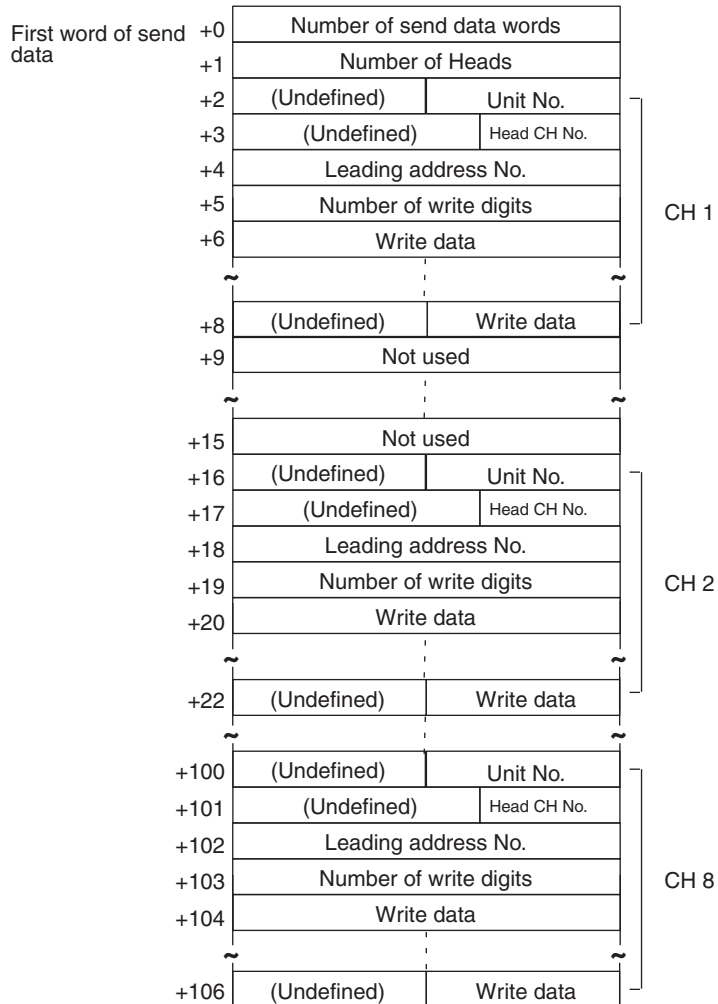 First word of send data
+0 Number of send data words
+1 Number of Heads
+2 (Undefined) Unit No.
+3 (Undefined) Head CH No.
+4 Leading address No.
+5 Number of write digits
+6 Write data
CH 1
~ ~
+8 (Undefined) Write data
+9 Not used
~ ~
+15 Not used
+16 (Undefined) Unit No.
+17 (Undefined) Head CH No.
+18 Leading address No.
+19 Number of write digits
+20 Write data
CH 2
~ ~
+22 (Undefined) Write data
~ ~
+100 (Undefined) Unit No.
+101 (Undefined) Head CH No.
+102 Leading address No.
+103 Number of write digits
+104 Write data
CH 8
~ ~
+106 (Undefined) Write data